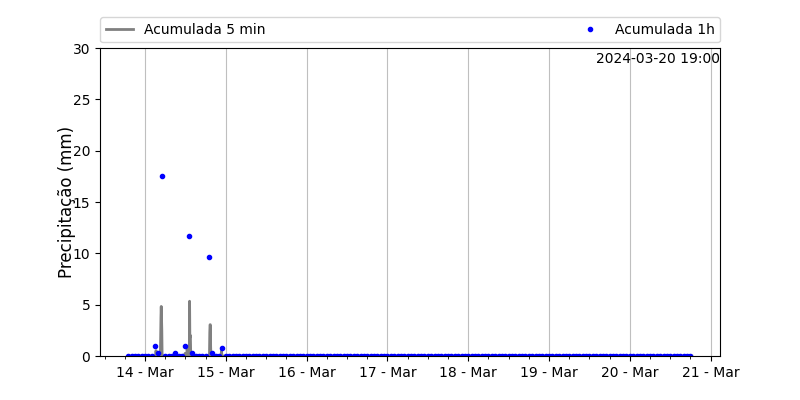 Acumulada 5 min
Acumulada 1h
2024-03-20 19:00
Precipitação (mm)
30
25
20
15
10
5
0
14 - Mar
15 - Mar
16 - Mar
17 - Mar
18 - Mar
19 - Mar
20 - Mar
21 - Mar